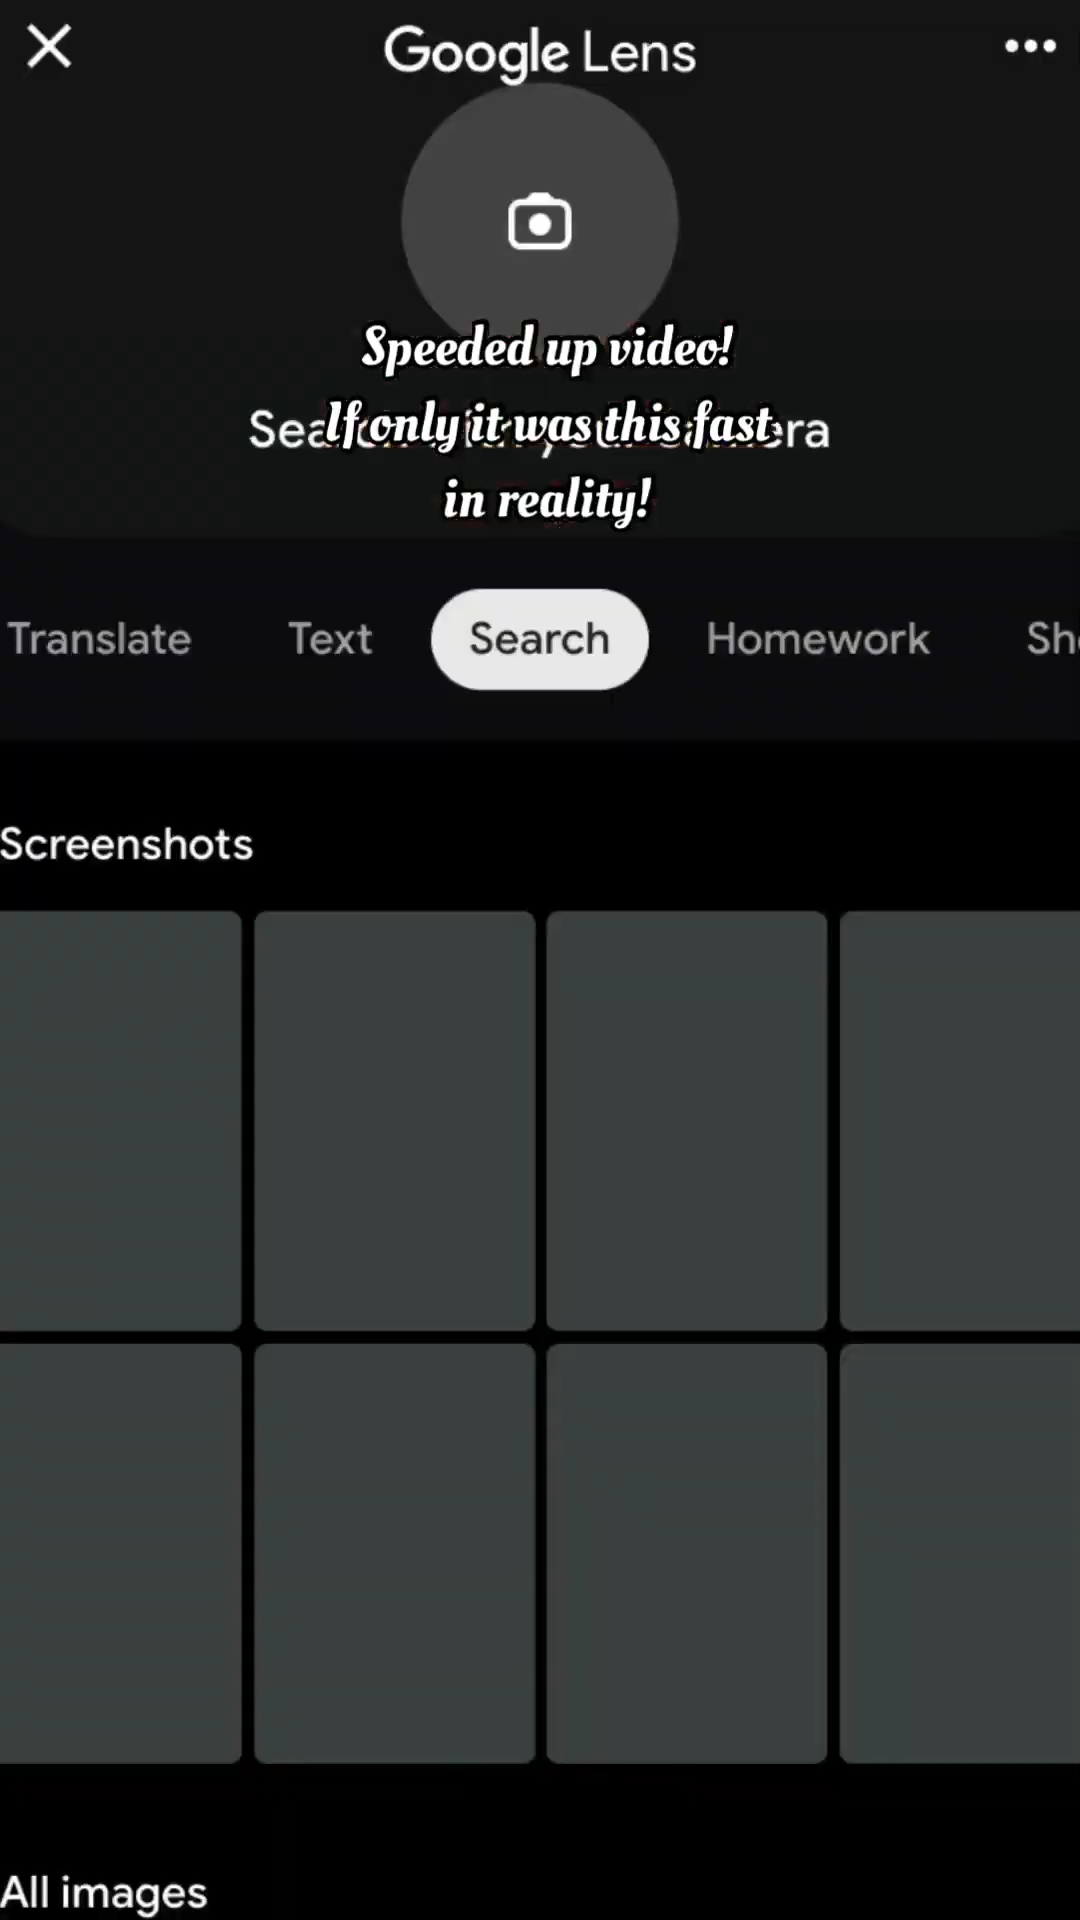 Google Lens
Speeded up video!
If only it was this fast
in reality!
Translate
Text
Search
Homework
Screenshots
All images